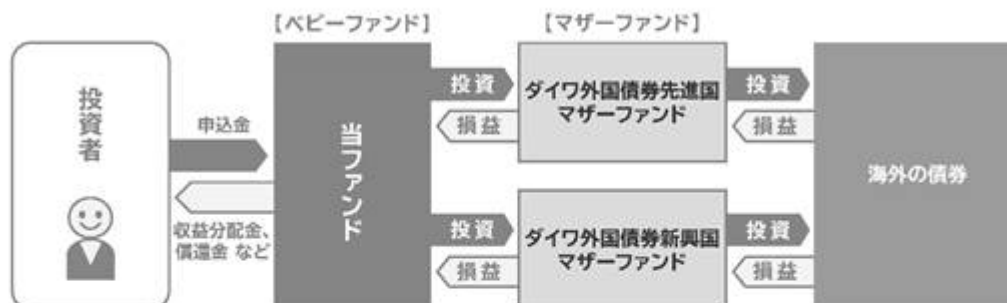 【ベビーファンド】
【マザーファンド】
投資者
申込金
収益分配金、
償還金 など
当ファンド
投資
損益
ダイワ外国債券先進国
マザーファンド
投資
損益
投資
損益
ダイワ外国債券新興国
マザーファンド
投資
損益
海外の債券